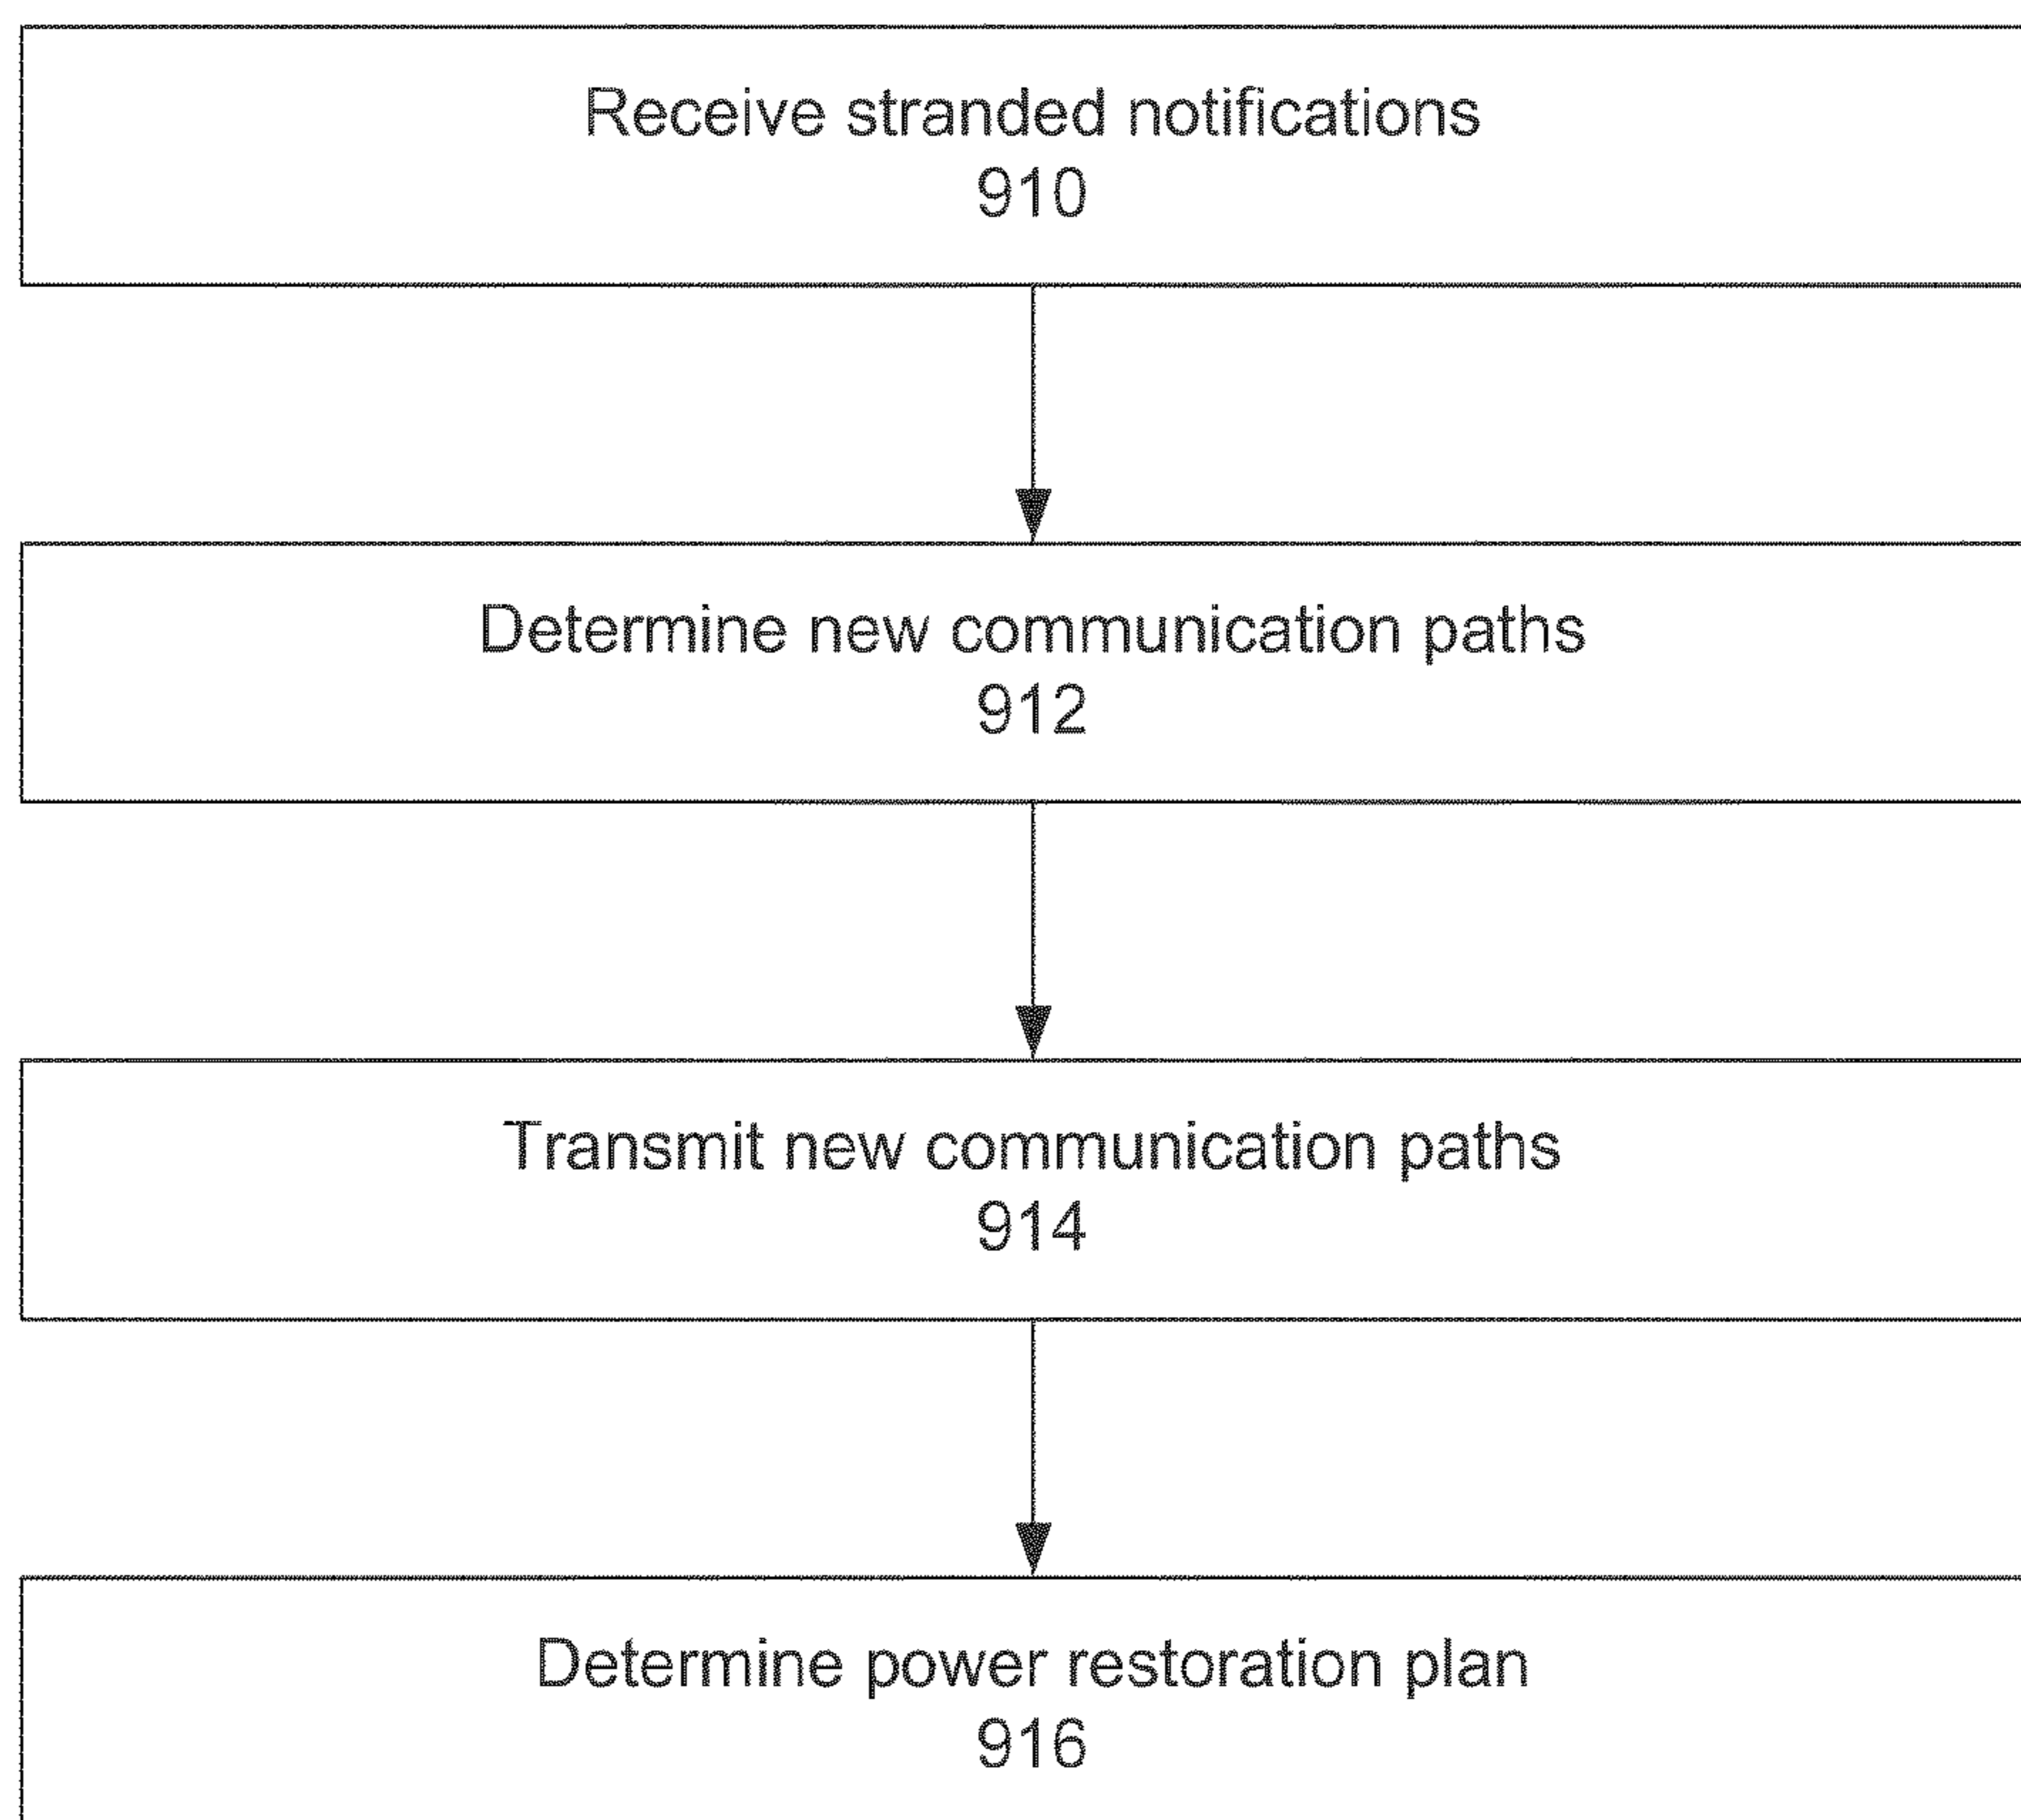 Receive stranded notifications
910
Determine new communication paths
912
Transmit new communication paths
914
Determine power restoration plan
916